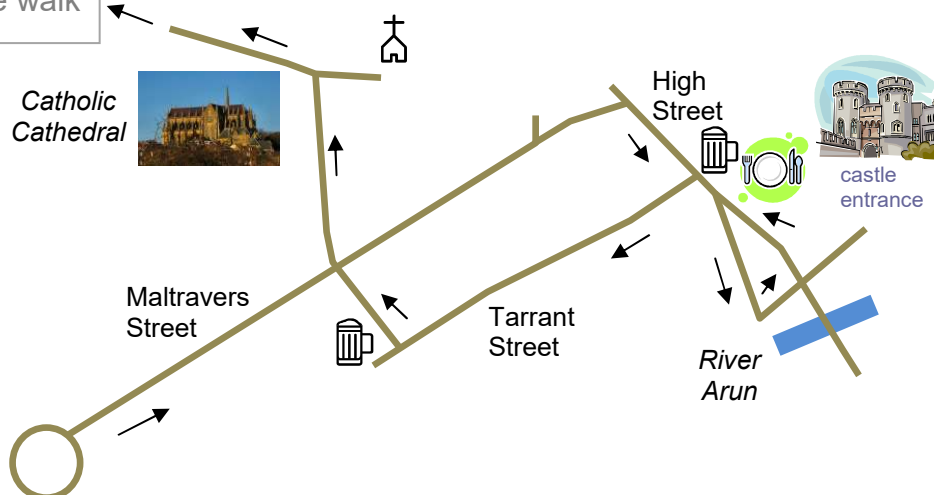 e walk
Catholic
Cathedral
High
Street
castle
entrance
Maltravers
Street
Tarrant
Street
River
Arun